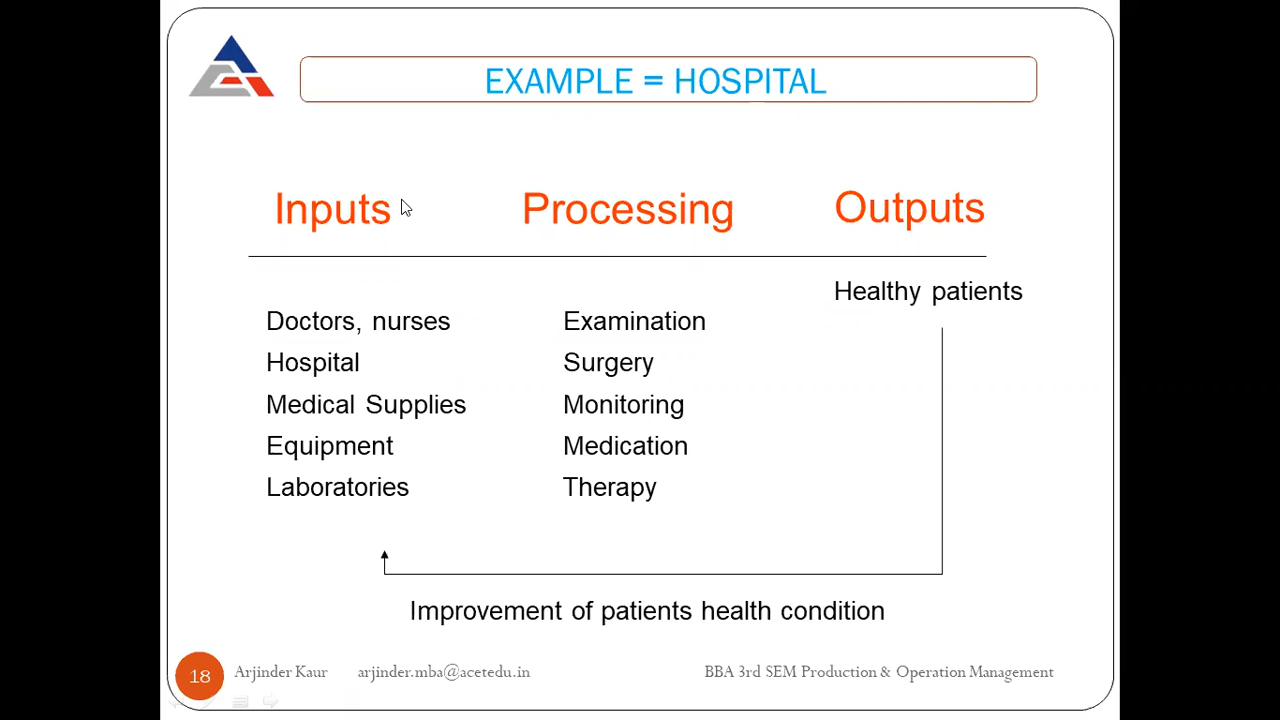 EXAMPLE = HOSPITAL
Inputs Processing Outputs
Healthy patients
Doctors, nurses Examination
Hospital Surgery
Medical Supplies Monitoring
Equipment Medication
Laboratories Therapy
Improvement of patients health condition
18 Arjinder Kaur arjinder.mba@acetedu.in BBA 3rd SEM Production & Operation Management